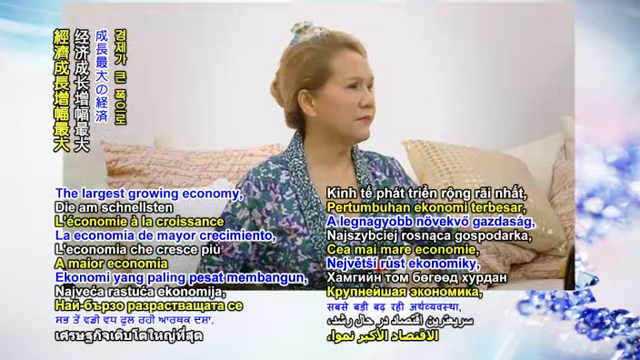 경제가 큰 폭으로
成長最大の経済
经济成长增幅最大
經濟成長增幅最大
The largest growing economy,
Die am schnellsten
L'économie à la croissance
La economia de mayor crecimiento,
L'economia che cresce più
A maior economia
Ekonomi yang paling pesat membangun,
Najveća rastuća ekonomija,
Най-бързо разрастващата се
ਸਭ ਤੋਂ ਵਡੀ ਵਧ ਫੁਲ ਰਹੀ ਆਰਥਕ ਦਸ਼ਾ,
เศรษฐกิจเติบโตใหญ่ที่สุด
Kinh tế phát triển rộng rãi nhất,
Pertumbuhan ekonomi terbesar,
A legnagyobb növekvő gazdaság,
Najszybciej rosnąca gospodarka,
Cea mai mare economie,
Největší růst ekonomiky,
Хамгийн том бөгөөд хурдан
Крупнейшая экономика,
सबसे बड़ी बढ़ रही अर्थव्यवस्था,
سریعترین اقتصاد در حال رشد،
الاقتصاد الأكبر نموا،